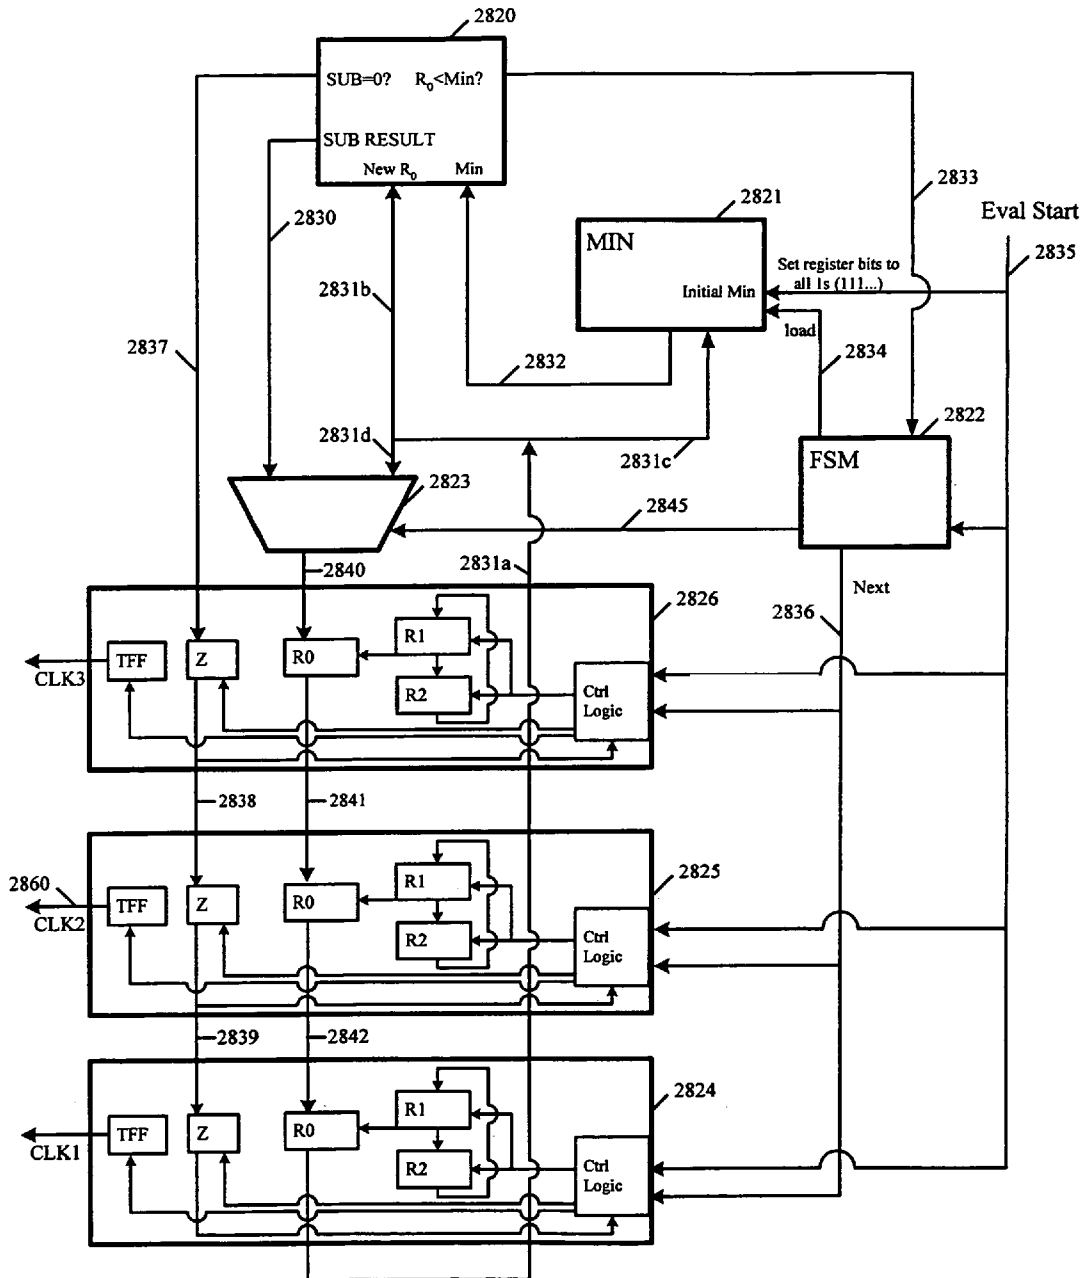 2820
SUB=0? R0<Min?
SUB RESULT
New R0 Min
2833
2821
Eval Start
2830
MIN
2835
Set register bits to
all 1s (111...)
2831b
Initial Min
2837
load
2832
2834
2822
2831d
2831c
FSM
2823
2845
2831a
2840
Next
2836
2826
R1
TFF
Z
R0
CLK3
R2
Ctrl
Logic
2838
2841
2860
2825
R1
TFF
Z
R0
CLK2
R2
Ctrl
Logic
2839
2842
2824
R1
TFF
Z
R0
CLK1
R2
Ctrl
Logic